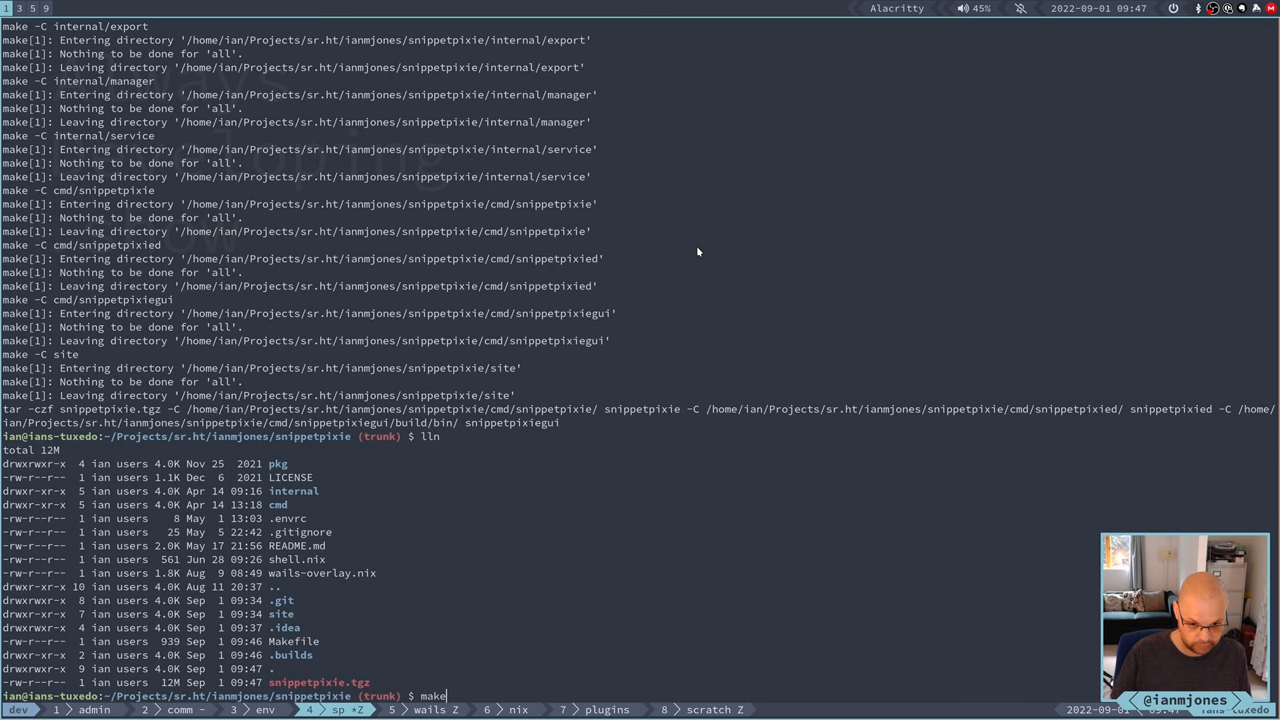 1 3 5 9 Alacritty 45% 2022-09-01 09:47
make -C internal/export
make[1]: Entering directory '/home/ian/Projects/sr.ht/ianmjones/snippetpixie/internal/export'
make[1]: Nothing to be done for 'all'.
make[1]: Leaving directory '/home/ian/Projects/sr.ht/ianmjones/snippetpixie/internal/export'
make -C internal/manager
make[1]: Entering directory '/home/ian/Projects/sr.ht/ianmjones/snippetpixie/internal/manager'
make[1]: Nothing to be done for 'all'.
make[1]: Leaving directory '/home/ian/Projects/sr.ht/ianmjones/snippetpixie/internal/manager'
make -C internal/service
make[1]: Entering directory '/home/ian/Projects/sr.ht/ianmjones/snippetpixie/internal/service'
make[1]: Nothing to be done for 'all'.
make[1]: Leaving directory '/home/ian/Projects/sr.ht/ianmjones/snippetpixie/internal/service'
make -C cmd/snippetpixie
make[1]: Entering directory '/home/ian/Projects/sr.ht/ianmjones/snippetpixie/cmd/snippetpixie'
make[1]: Nothing to be done for 'all'.
make[1]: Leaving directory '/home/ian/Projects/sr.ht/ianmjones/snippetpixie/cmd/snippetpixie'
make -C cmd/snippetpixied
make[1]: Entering directory '/home/ian/Projects/sr.ht/ianmjones/snippetpixie/cmd/snippetpixied'
make[1]: Nothing to be done for 'all'.
make[1]: Leaving directory '/home/ian/Projects/sr.ht/ianmjones/snippetpixie/cmd/snippetpixied'
make -C cmd/snippetpixiegui
make[1]: Entering directory '/home/ian/Projects/sr.ht/ianmjones/snippetpixie/cmd/snippetpixiegui'
make[1]: Nothing to be done for 'all'.
make[1]: Leaving directory '/home/ian/Projects/sr.ht/ianmjones/snippetpixie/cmd/snippetpixiegui'
make -C site
make[1]: Entering directory '/home/ian/Projects/sr.ht/ianmjones/snippetpixie/site'
make[1]: Nothing to be done for 'all'.
make[1]: Leaving directory '/home/ian/Projects/sr.ht/ianmjones/snippetpixie/site'
tar -czf snippetpixie.tgz -C /home/ian/Projects/sr.ht/ianmjones/snippetpixie/cmd/snippetpixie/ snippetpixie -C /home/ian/Projects/sr.ht/ianmjones/snippetpixie/cmd/snippetpixied/ snippetpixied -C /home/
ian/Projects/sr.ht/ianmjones/snippetpixie/cmd/snippetpixiegui/build/bin/ snippetpixiegui
ian@ians-tuxedo:~/Projects/sr.ht/ianmjones/snippetpixie (trunk) $ lln
total 12M
drwxrwxr-x 4 ian users 4.0K Nov 25 2021 pkg
-rw-r--r-- 1 ian users 1.1K Dec 6 2021 LICENSE
drwxrwxr-x 5 ian users 4.0K Apr 14 09:16 internal
drwxr-xr-x 5 ian users 4.0K Apr 14 13:18 cmd
-rw-r--r-- 1 ian users 8 May 1 13:03 .envrc
-rw-r--r-- 1 ian users 25 May 5 22:42 .gitignore
-rw-r--r-- 1 ian users 2.0K May 17 21:56 README.md
-rw-r--r-- 1 ian users 561 Jun 28 09:26 shell.nix
-rw-r--r-- 1 ian users 1.8K Aug 9 08:49 wails-overlay.nix
drwxr-xr-x 10 ian users 4.0K Aug 11 20:37 ..
drwxrwxr-x 8 ian users 4.0K Sep 1 09:34 .git
drwxrwxr-x 7 ian users 4.0K Sep 1 09:34 site
drwxrwxr-x 4 ian users 4.0K Sep 1 09:37 .idea
-rw-r--r-- 1 ian users 939 Sep 1 09:46 Makefile
drwxr-xr-x 2 ian users 4.0K Sep 1 09:46 .builds
drwxrwxr-x 9 ian users 4.0K Sep 1 09:47 .
-rw-r--r-- 1 ian users 12M Sep 1 09:47 snippetpixie.tgz
ian@ians-tuxedo:~/Projects/sr.ht/ianmjones/snippetpixie (trunk) $ make
@ianmjones
dev 1 admin 2 comm - 3 env 4 sp *Z 5 wails Z 6 nix 7 plugins 8 scratch Z 2022-09-01 09:47 ians-tuxedo